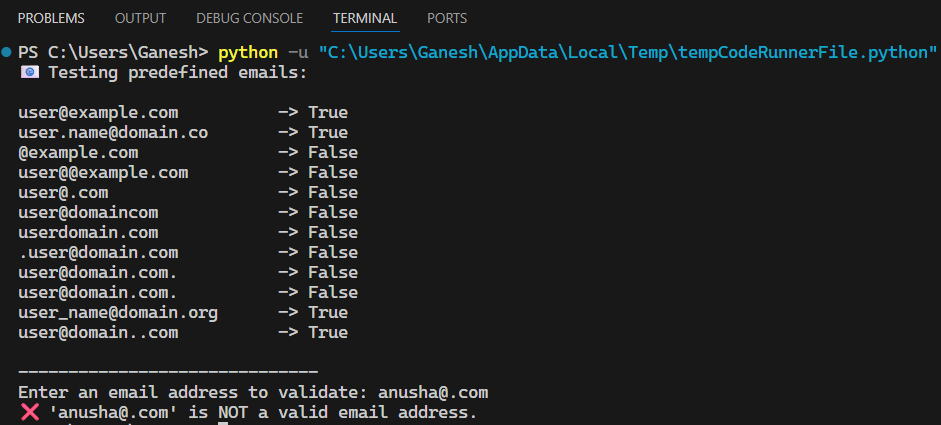 PROBLEMS OUTPUT DEBUG CONSOLE TERMINAL PORTS
PS C:\Users\Ganesh> python -u "C:\Users\Ganesh\AppData\Local\Temp\tempCodeRunnerFile.python"
📧 Testing predefined emails:
user@example.com -> True
user.name@domain.co -> True
@example.com -> False
user@@example.com -> False
user@.com -> False
user@domaincom -> False
userdomain.com -> False
.user@domain.com -> False
user@domain.com. -> False
user@domain.com. -> False
user_name@domain.org -> True
user@domain..com -> True
------------------------------
Enter an email address to validate: anusha@.com
❌ 'anusha@.com' is NOT a valid email address.